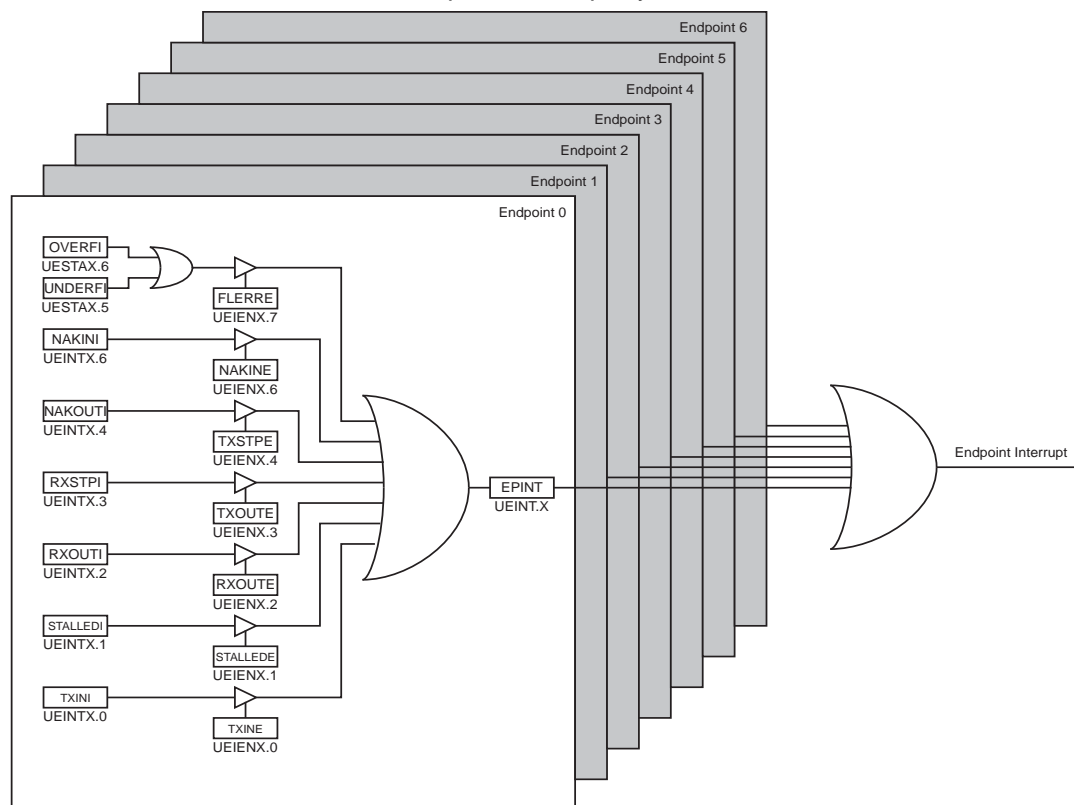 Endpoint 6
Endpoint 5
Endpoint 4
Endpoint 3
Endpoint 2
Endpoint 1
Endpoint 0
OVERFI
UESTAX.6
UNDERFI
UESTAX.5
FLERRE
UEIENX.7
NAKINI
UEINTX.6
NAKINE
UEIENX.6
NAKOUTI
UEINTX.4
TXSTPE
UEIENX.4
RXSTPI
UEINTX.3
TXOUTE
UEIENX.3
RXOUTI
UEINTX.2
RXOUTE
UEIENX.2
STALLEDI
UEINTX.1
STALLEDE
UEIENX.1
TXINI
UEINTX.0
TXINE
UEIENX.0
EPINT
UEINT.X
Endpoint Interrupt